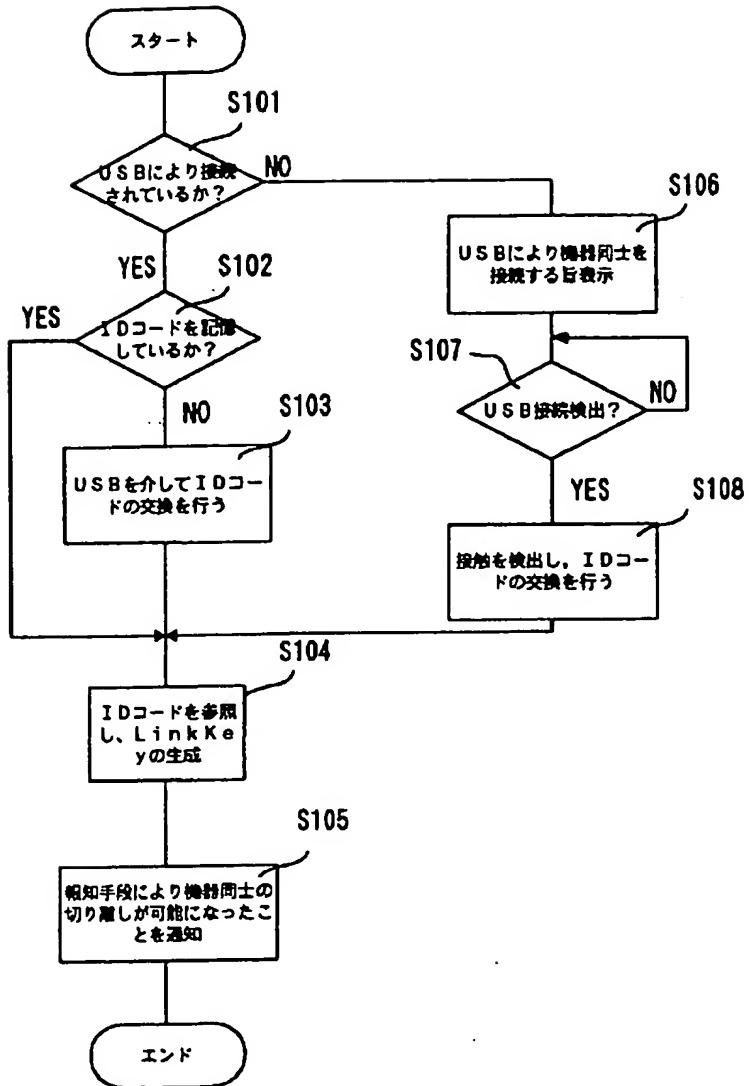 スタート
S101
USBにより接続
されているか?
NO
YES
S102
YES
IDコードを記憶
しているか?
NO
S103
USBを介してIDコー
ドの交換を行う
S106
USBにより機器同士を
接続する旨表示
S107
USB接続検出?
NO
YES
S108
接触を検出し、IDコー
ドの交換を行う
S104
IDコードを参照
し、LinkKe
yの生成
S105
報知手段により機器同士の
切り離しが可能になったこ
とを通知
エンド